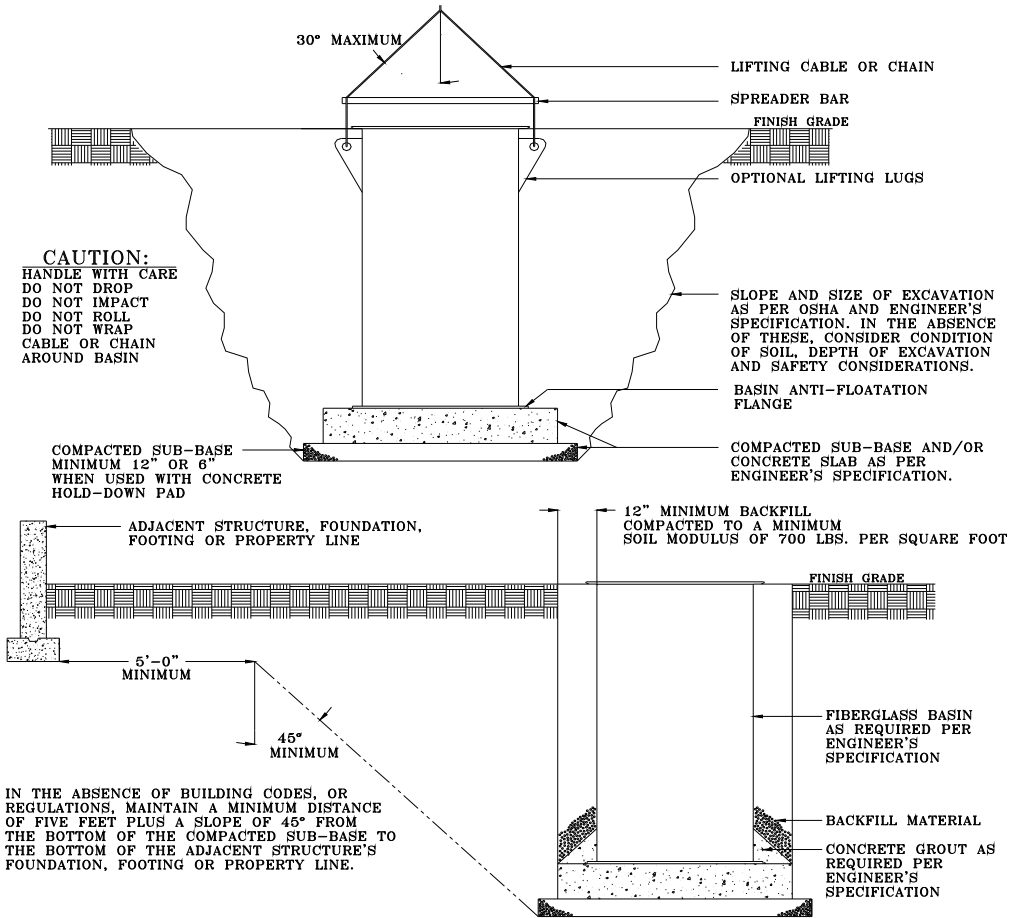 30° MAXIMUM
LIFTING CABLE OR CHAIN
SPREADER BAR
FINISH GRADE
OPTIONAL LIFTING LUGS
CAUTION:
HANDLE WITH CARE
DO NOT DROP
DO NOT IMPACT
DO NOT ROLL
DO NOT WRAP
CABLE OR CHAIN
AROUND BASIN
SLOPE AND SIZE OF EXCAVATION
AS PER OSHA AND ENGINEER'S
SPECIFICATION. IN THE ABSENCE
OF THESE, CONSIDER CONDITION
OF SOIL, DEPTH OF EXCAVATION
AND SAFETY CONSIDERATIONS.
BASIN ANTI-FLOATATION
FLANGE
COMPACTED SUB-BASE
MINIMUM 12" OR 6"
WHEN USED WITH CONCRETE
HOLD-DOWN PAD
COMPACTED SUB-BASE AND/OR
CONCRETE SLAB AS PER
ENGINEER'S SPECIFICATION.
ADJACENT STRUCTURE, FOUNDATION,
FOOTING OR PROPERTY LINE
12" MINIMUM BACKFILL
COMPACTED TO A MINIMUM
SOIL MODULUS OF 700 LBS. PER SQUARE FOOT
FINISH GRADE
5'-0"
MINIMUM
45°
MINIMUM
FIBERGLASS BASIN
AS REQUIRED PER
ENGINEER'S
SPECIFICATION
IN THE ABSENCE OF BUILDING CODES, OR
REGULATIONS, MAINTAIN A MINIMUM DISTANCE
OF FIVE FEET PLUS A SLOPE OF 45° FROM
THE BOTTOM OF THE COMPACTED SUB-BASE TO
THE BOTTOM OF THE ADJACENT STRUCTURE'S
FOUNDATION, FOOTING OR PROPERTY LINE.
BACKFILL MATERIAL
CONCRETE GROUT AS
REQUIRED PER
ENGINEER'S
SPECIFICATION